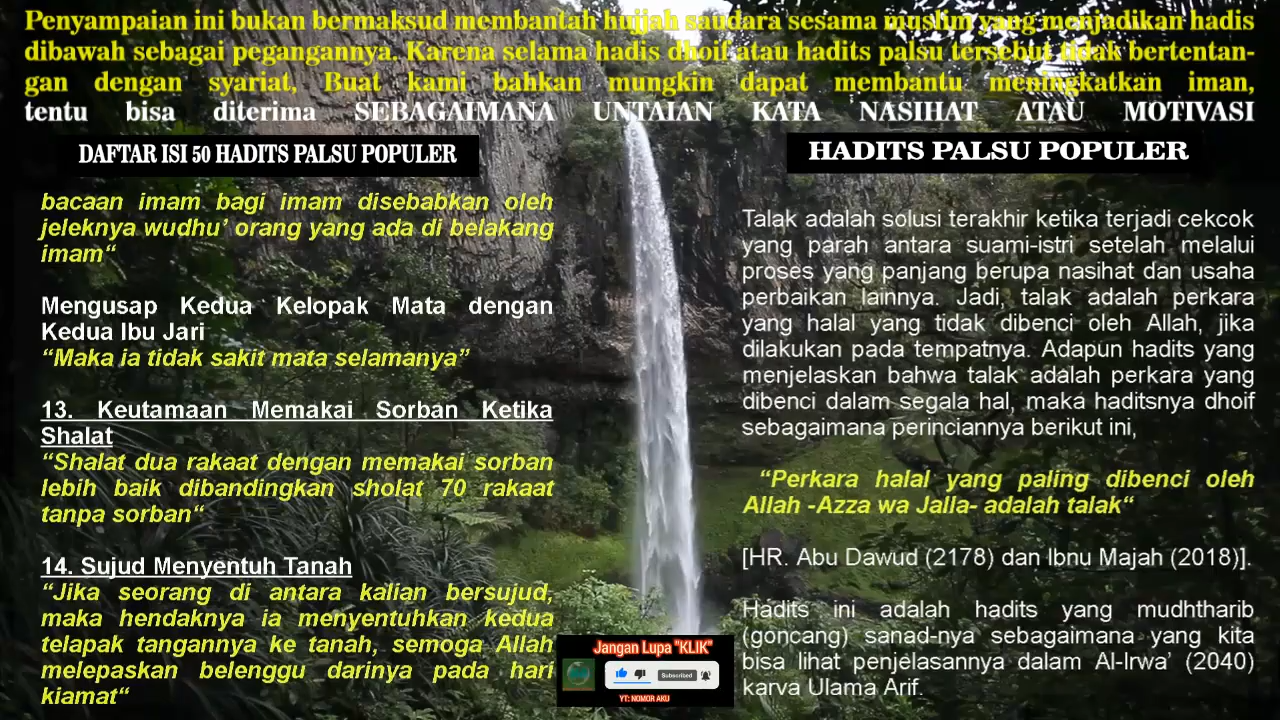 Penyampaian ini bukan bermaksud membantah hujjah saudara sesama muslim yang menjadikan hadis
dibawah sebagai pegangannya. Karena selama hadis dhoif atau hadits palsu tersebut tidak bertentan-
gan dengan syariat, Buat kami bahkan mungkin dapat membantu meningkatkan iman,
tentu bisa diterima SEBAGAIMANA UNTAIAN KATA NASIHAT ATAU MOTIVASI
DAFTAR ISI 50 HADITS PALSU POPULER
bacaan imam bagi imam disebabkan oleh
jeleknya wudhu’ orang yang ada di belakang
imam“
Mengusap Kedua Kelopak Mata dengan
Kedua Ibu Jari
“Maka ia tidak sakit mata selamanya”
13. Keutamaan Memakai Sorban Ketika
Shalat
“Shalat dua rakaat dengan memakai sorban
lebih baik dibandingkan sholat 70 rakaat
tanpa sorban“
14. Sujud Menyentuh Tanah
“Jika seorang di antara kalian bersujud,
maka hendaknya ia menyentuhkan kedua
telapak tangannya ke tanah, semoga Allah
melepaskan belenggu darinya pada hari
kiamat“
HADITS PALSU POPULER
Talak adalah solusi terakhir ketika terjadi cekcok
yang parah antara suami-istri setelah melalui
proses yang panjang berupa nasihat dan usaha
perbaikan lainnya. Jadi, talak adalah perkara
yang halal yang tidak dibenci oleh Allah, jika
dilakukan pada tempatnya. Adapun hadits yang
menjelaskan bahwa talak adalah perkara yang
dibenci dalam segala hal, maka haditsnya dhoif
sebagaimana perinciannya berikut ini,
“Perkara halal yang paling dibenci oleh
Allah -Azza wa Jalla- adalah talak“
[HR. Abu Dawud (2178) dan Ibnu Majah (2018)].
Hadits ini adalah hadits yang mudhtharib
(goncang) sanad-nya sebagaimana yang kita
bisa lihat penjelasannya dalam Al-Irwa’ (2040)
karya Ulama Arif.
Jangan Lupa "KLIK"
Subscribed
YT: NOMOR AKU